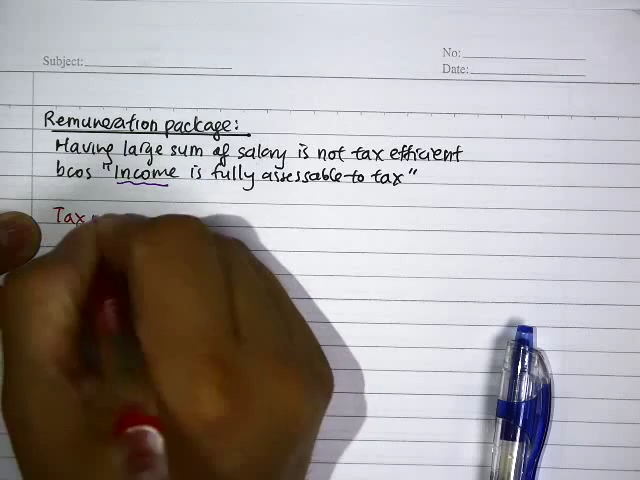 No:
Subject:
Date:
Remuneration package:
Having large sum of salary is not tax efficient
bcos "Income is fully assessable to tax"
Tax